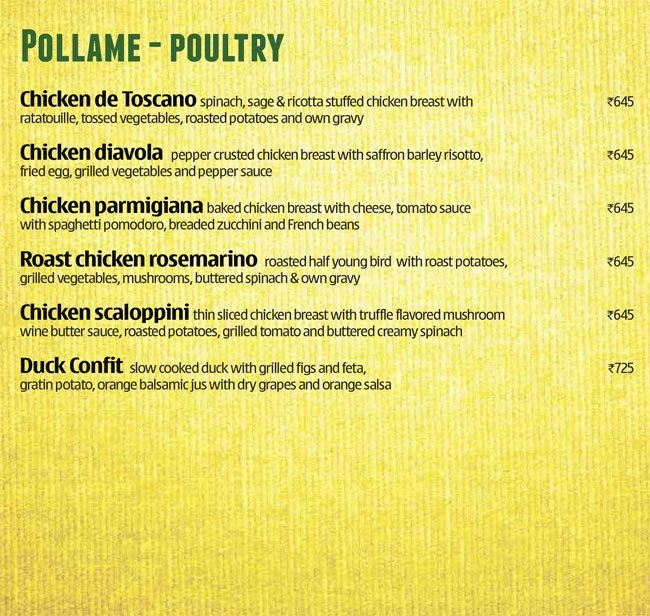 POLLAME - POULTRY
Chicken de Toscano spinach, sage & ricotta stuffed chicken breast with ₹645
ratatouille, tossed vegetables, roasted potatoes and own gravy
Chicken diavola pepper crusted chicken breast with saffron barley risotto, ₹645
fried egg, grilled vegetables and pepper sauce
Chicken parmigiana baked chicken breast with cheese, tomato sauce ₹645
with spaghetti pomodoro, breaded zucchini and French beans
Roast chicken rosemarino roasted half young bird with roast potatoes, ₹645
grilled vegetables, mushrooms, buttered spinach & own gravy
Chicken scaloppini thin sliced chicken breast with truffle flavored mushroom ₹645
wine butter sauce, roasted potatoes, grilled tomato and buttered creamy spinach
Duck Confit slow cooked duck with grilled figs and feta, ₹725
gratin potato, orange balsamic jus with dry grapes and orange salsa